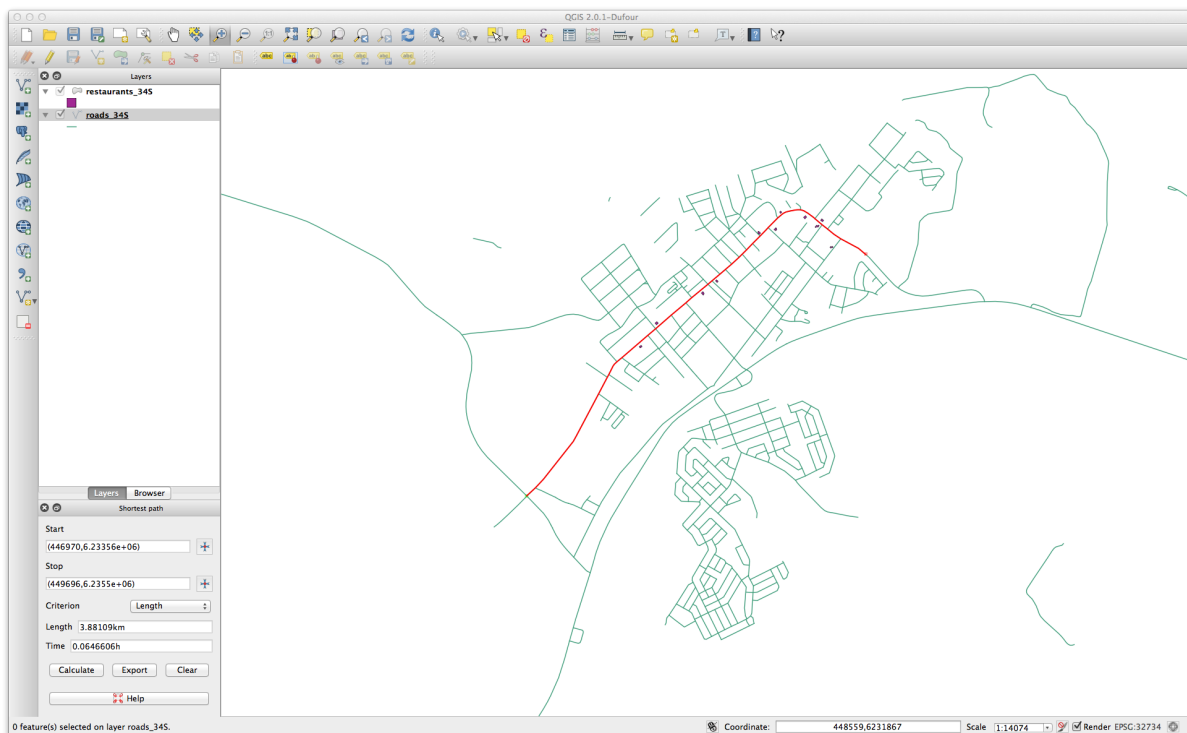 QGIS 2.0.1-Dufour
Layers
restaurants_34S
roads_34S
Layers Browser
Shortest path
Start
(446970,6.23356e+06)
Stop
(449696,6.2355e+06)
Criterion Length
Length 3.88109km
Time 0.0646606h
Calculate Export Clear
Help
0 feature(s) selected on layer roads_34S.
Coordinate: 448559,6231867 Scale 1:14074 Render EPSG:32734